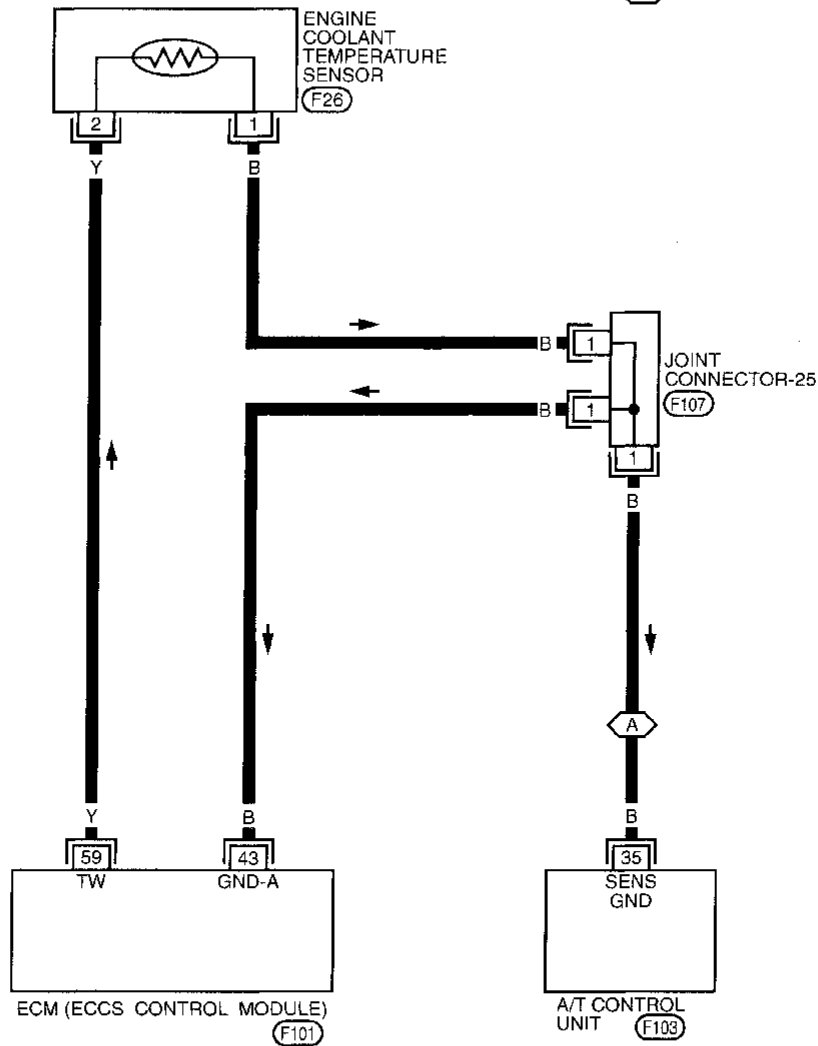 ENGINE
COOLANT
TEMPERATURE
SENSOR
F26
2 1
Y B
B 1
JOINT
CONNECTOR-25
F107
B 1
1
B
A
Y B B
59 43 35
TW GND-A SENS
GND
ECM (ECCS CONTROL MODULE)
F101
A/T CONTROL
UNIT F103